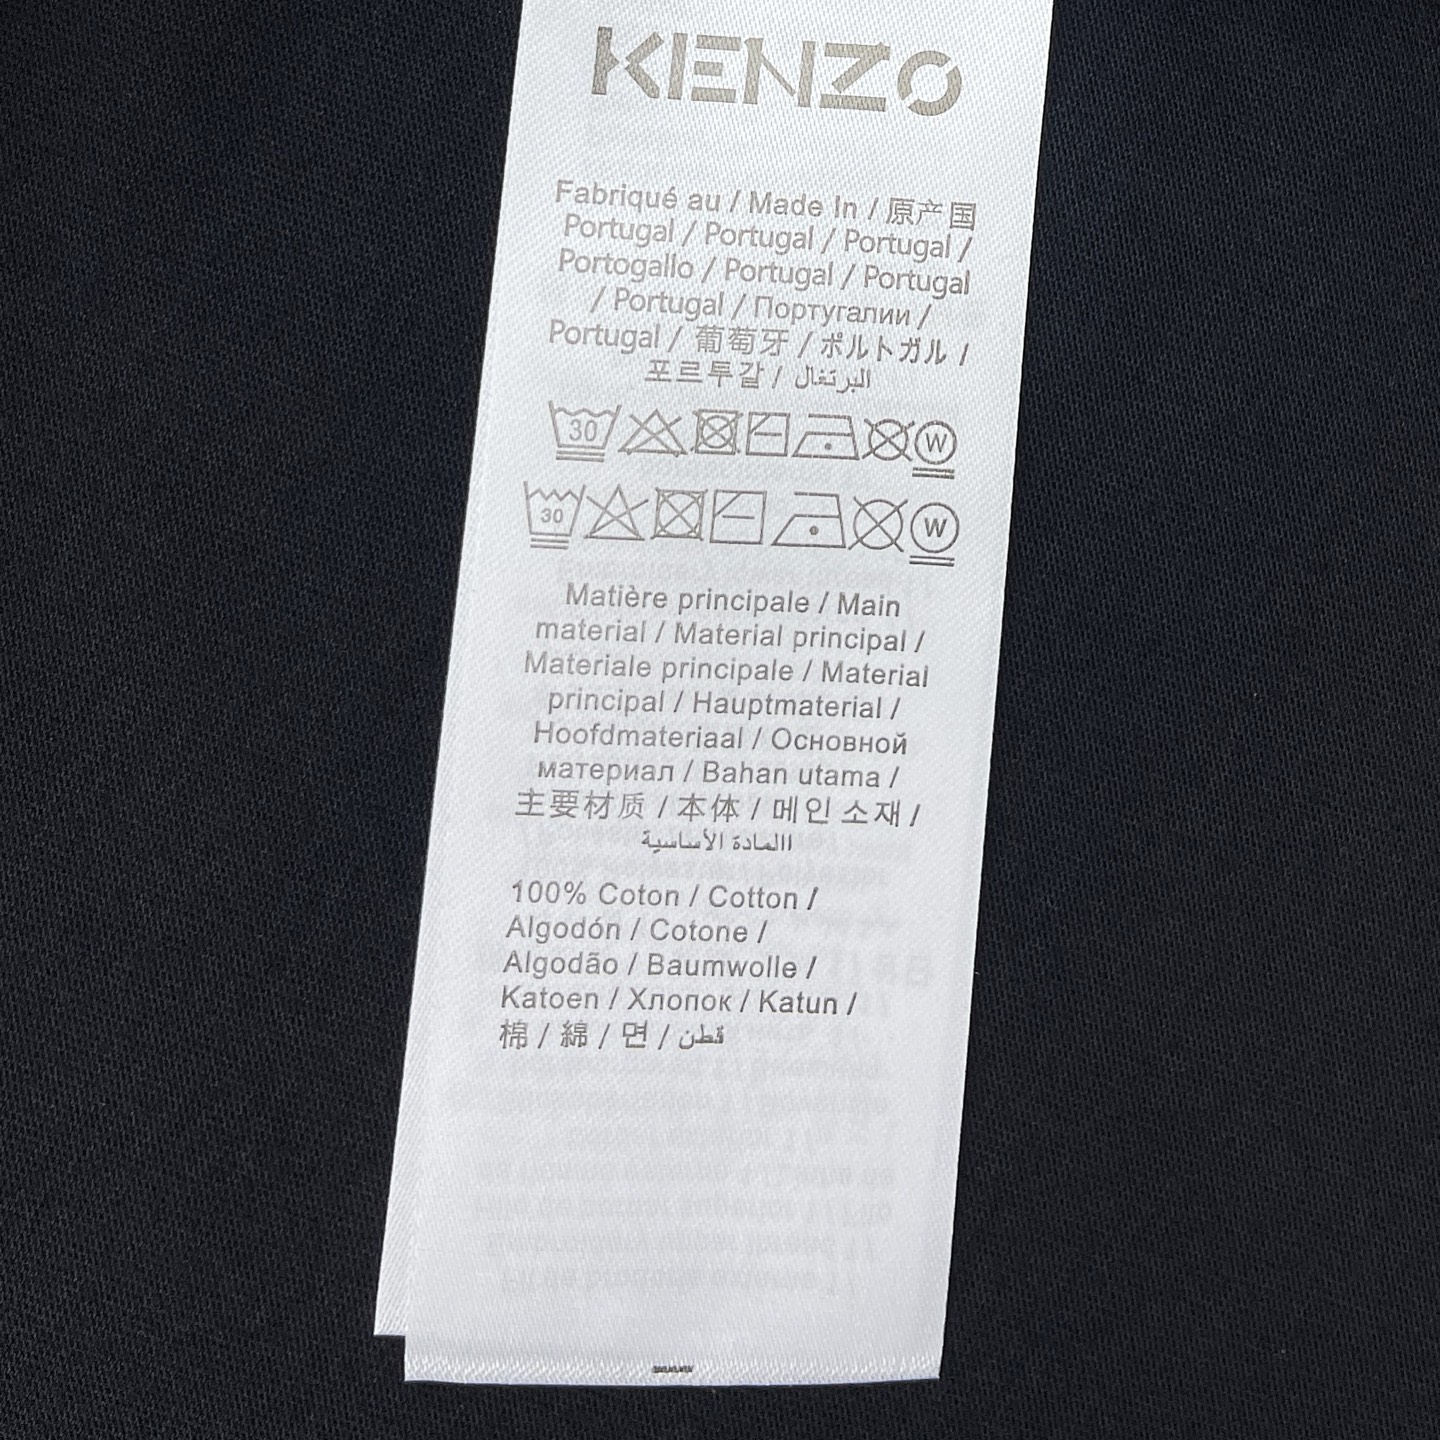 KENZO
Fabriqué au / Made In / 原产国
Portugal / Portugal / Portugal /
Portogallo / Portugal / Portugal
/ Portugal / Португалии /
Portugal / 葡萄牙 / ポルトガル /
포르투갈 / البرتغال
30 W
30 W
Matière principale / Main
material / Material principal /
Materiale principale / Material
principal / Hauptmaterial /
Hoofdmateriaal / Основной
материал / Bahan utama /
主要材质 / 本体 / 메인 소재 /
االمادة الأساسية
100% Coton / Cotton /
Algodón / Cotone /
Algodão / Baumwolle /
Katoen / Хлопок / Katun /
棉 / 綿 / 면 / قطن